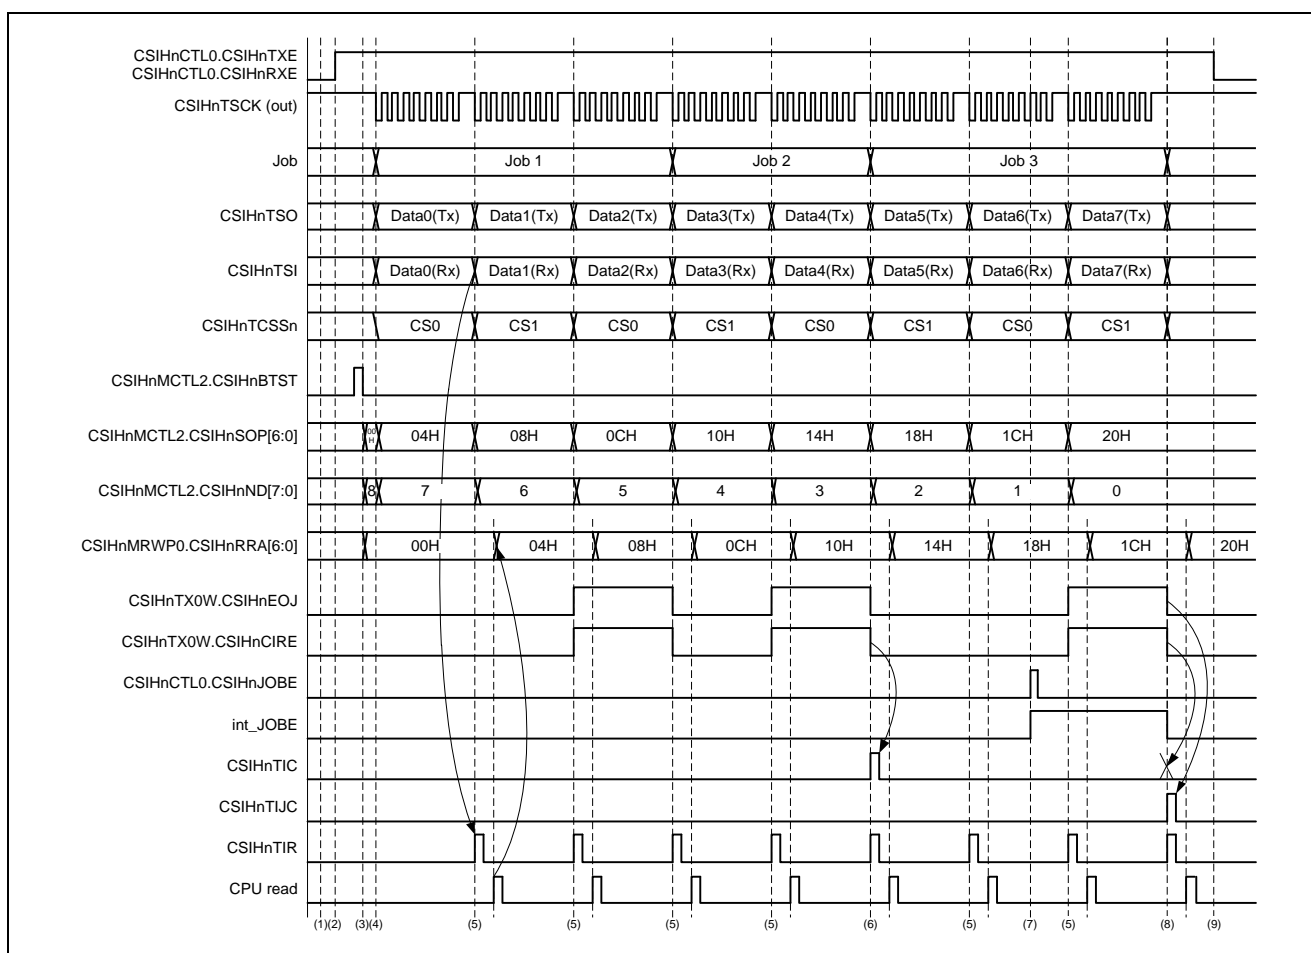 CSIHnCTL0.CSIHnTXE
CSIHnCTL0.CSIHnRXE
CSIHnTSCK (out)
Job Job 1 Job 2 Job 3
CSIHnTSO Data0(Tx) Data1(Tx) Data2(Tx) Data3(Tx) Data4(Tx) Data5(Tx) Data6(Tx) Data7(Tx)
CSIHnTSI Data0(Rx) Data1(Rx) Data2(Rx) Data3(Rx) Data4(Rx) Data5(Rx) Data6(Rx) Data7(Rx)
CSIHnTCSSn CS0 CS1 CS0 CS1 CS0 CS1 CS0 CS1
CSIHnMCTL2.CSIHnBTST
CSIHnMCTL2.CSIHnSOP[6:0] 00H 04H 08H 0CH 10H 14H 18H 1CH 20H
CSIHnMCTL2.CSIHnND[7:0] 8 7 6 5 4 3 2 1 0
CSIHnMRWP0.CSIHnRRA[6:0] 00H 04H 08H 0CH 10H 14H 18H 1CH 20H
CSIHnTX0W.CSIHnEOJ
CSIHnTX0W.CSIHnCIRE
CSIHnCTL0.CSIHnJOBE
int_JOBE
CSIHnTIC
CSIHnTIJC
CSIHnTIR
CPU read
(1)(2) (3)(4) (5) (5) (5) (5) (6) (5) (7) (5) (8) (9)